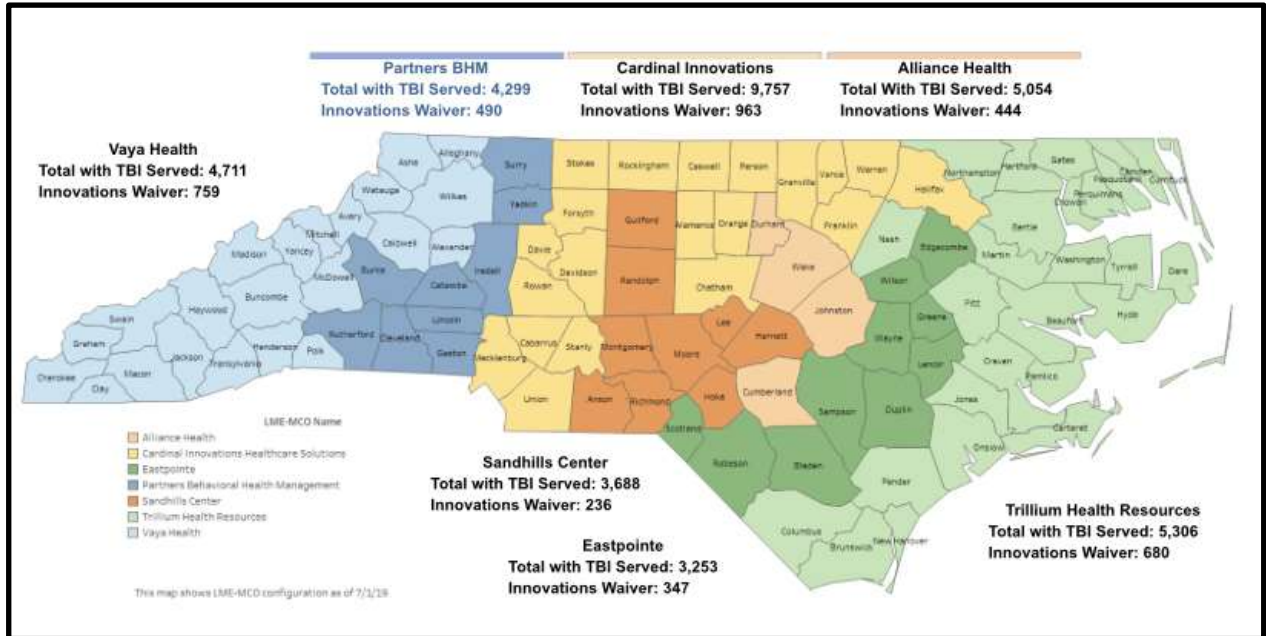 Partners BHM
Total with TBI Served: 4,299
Innovations Waiver: 490
Cardinal Innovations
Total with TBI Served: 9,757
Innovations Waiver: 963
Alliance Health
Total With TBI Served: 5,054
Innovations Waiver: 444
Vaya Health
Total with TBI Served: 4,711
Innovations Waiver: 759
Ashe
Alleghany
Surry
Stokes
Rockingham
Caswell
Person
Granville
Vance
Warren
Halifax
Northampton
Hertford
Gates
Camden
Pasquotank
Currituck
Perquimans
Chowan
Watauga
Wilkes
Yadkin
Forsyth
Guilford
Alamance
Orange
Durham
Franklin
Nash
Edgecombe
Bertie
Avery
Mitchell
Caldwell
Alexander
Iredell
Davie
Davidson
Randolph
Chatham
Wake
Wilson
Martin
Washington
Tyrrell
Dare
Madison
Yancey
McDowell
Burke
Catawba
Rowan
Johnston
Greene
Pitt
Beaufort
Hyde
Swain
Haywood
Buncombe
Rutherford
Cleveland
Lincoln
Gaston
Mecklenburg
Cabarrus
Stanly
Montgomery
Moore
Lee
Harnett
Wayne
Lenoir
Craven
Pamlico
Graham
Jackson
Henderson
Polk
Transylvania
Cherokee
Clay
Macon
Union
Anson
Richmond
Hoke
Cumberland
Sampson
Duplin
Jones
Carteret
Onslow
Scotland
Robeson
Bladen
Pender
Columbus
Brunswick
New Hanover
LME-MCO Name
Alliance Health
Cardinal Innovations Healthcare Solutions
Eastpointe
Partners Behavioral Health Management
Sandhills Center
Trillium Health Resources
Vaya Health
Sandhills Center
Total with TBI Served: 3,688
Innovations Waiver: 236
Eastpointe
Total with TBI Served: 3,253
Innovations Waiver: 347
Trillium Health Resources
Total with TBI Served: 5,306
Innovations Waiver: 680
This map shows LME-MCO configuration as of 7/1/19